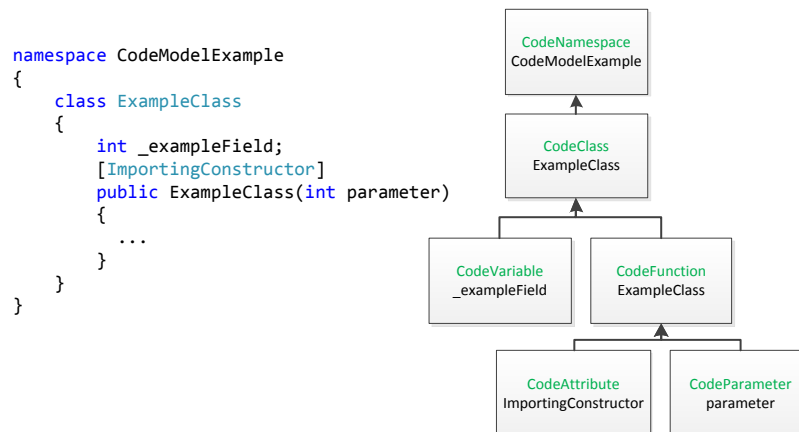 namespace CodeModelExample
{
class ExampleClass
{
int _exampleField;
[ImportingConstructor]
public ExampleClass(int parameter)
{
...
}
}
}
CodeNamespace
CodeModelExample
CodeClass
ExampleClass
CodeVariable
_exampleField
CodeFunction
ExampleClass
CodeAttribute
ImportingConstructor
CodeParameter
parameter